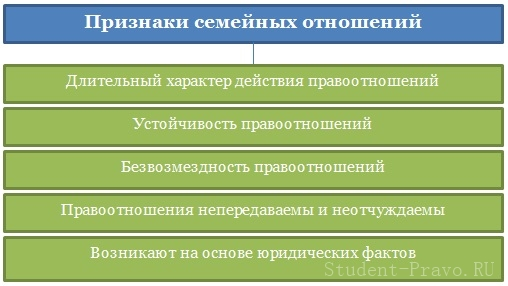 Признаки семейных отношений
Длительный характер действия правоотношений
Устойчивость правоотношений
Безвозмездность правоотношений
Правоотношения непередаваемы и неотчуждаемы
Возникают на основе юридических фактов
Student-Pravo.RU